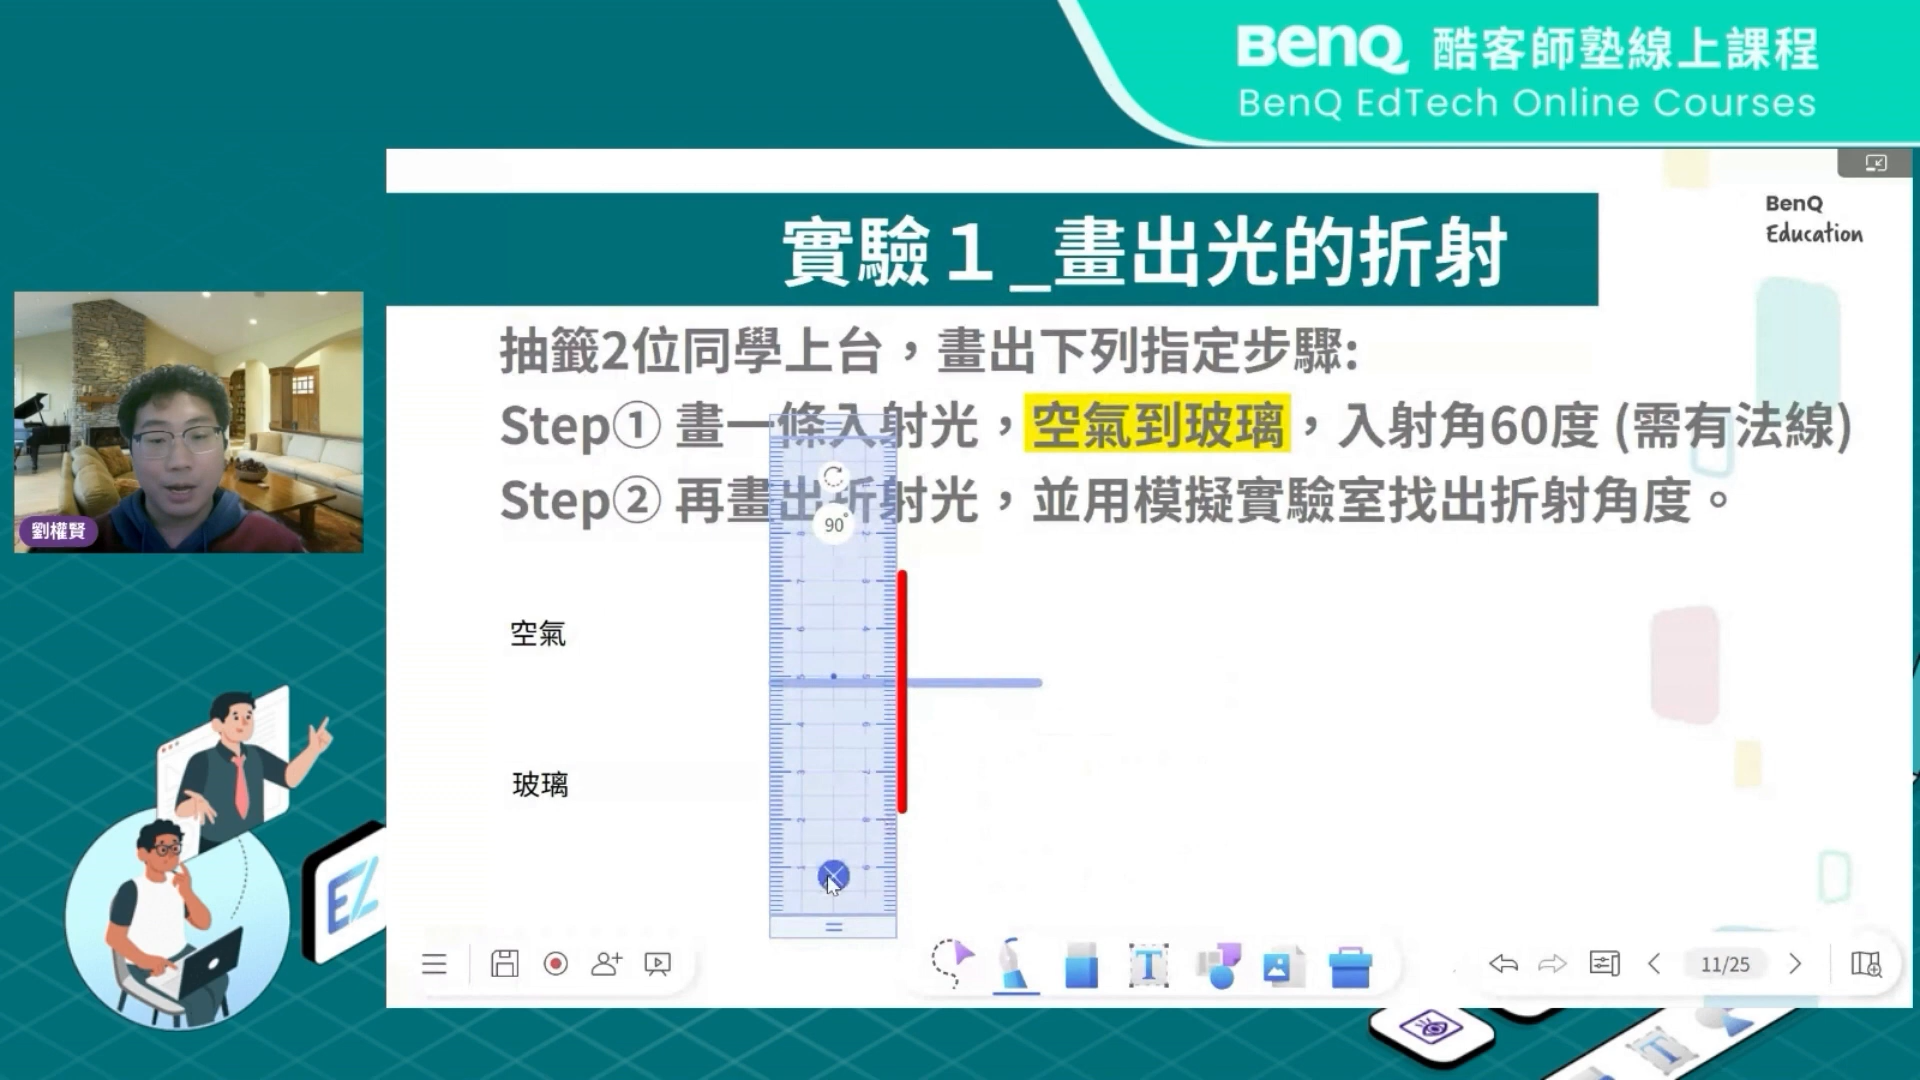 BenQ 酷客師塾線上課程
BenQ EdTech Online Courses
BenQ
Education
實驗１_畫出光的折射
抽籤2位同學上台，畫出下列指定步驟:
Step① 畫一條入射光，空氣到玻璃，入射角60度 (需有法線)
Step② 再畫出折射光，並用模擬實驗室找出折射角度。
90°
劉權賢
空氣
玻璃
EZ
T
11/25
T